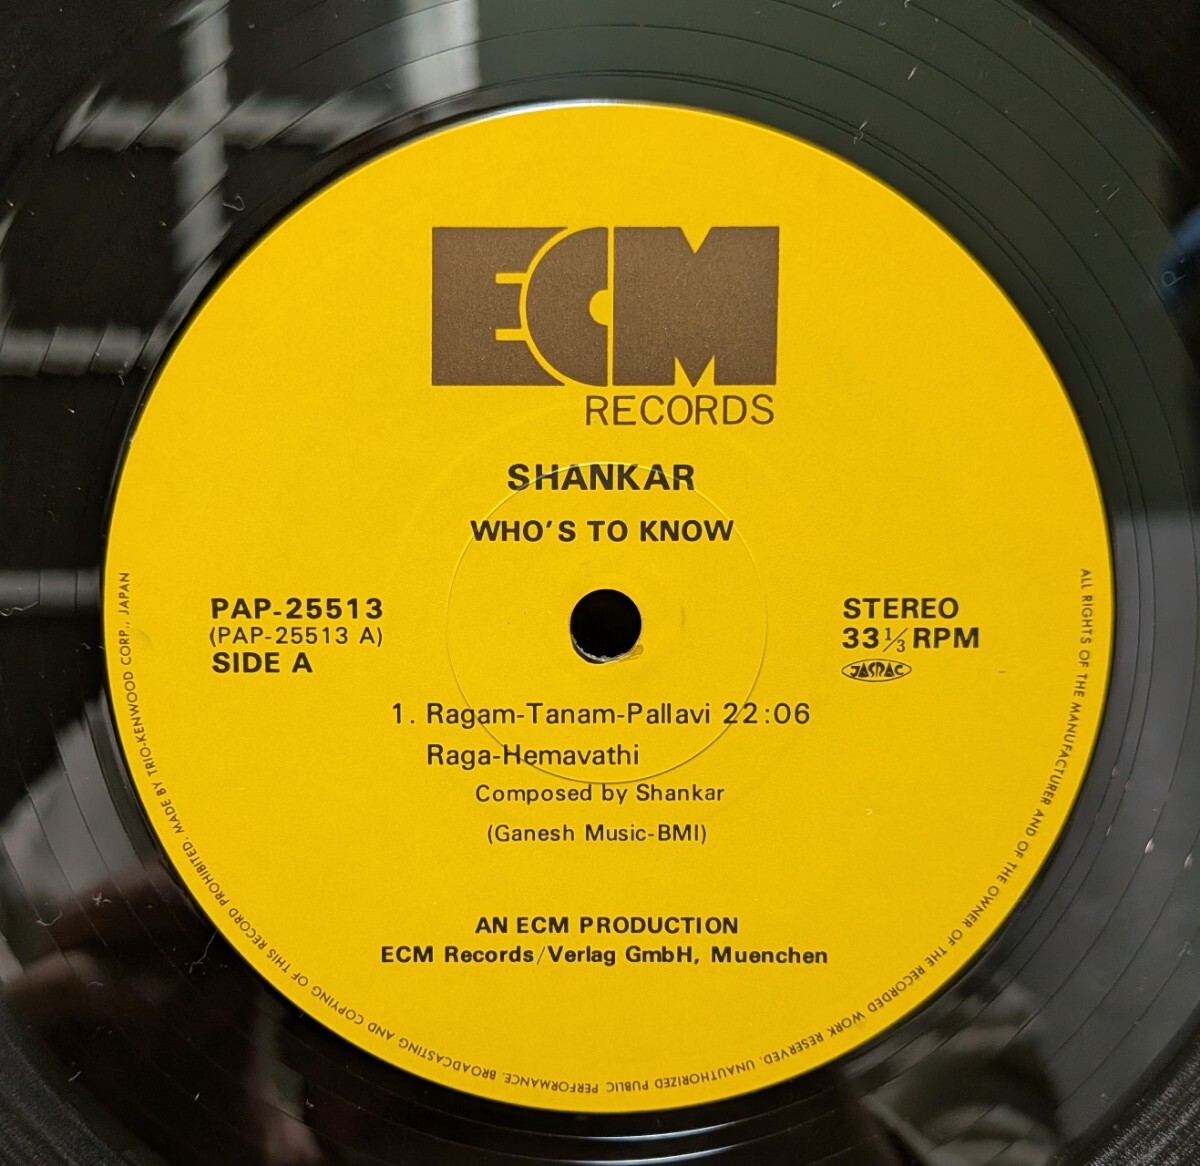 ECM
RECORDS
SHANKAR
WHO'S TO KNOW
PAP-25513
(PAP-25513 A)
SIDE A
STEREO
33 1/3 RPM
JASRAC
1. Ragam-Tanam-Pallavi 22:06
Raga-Hemavathi
Composed by Shankar
(Ganesh Music-BMI)
AN ECM PRODUCTION
ECM Records/Verlag GmbH, Muenchen
ALL RIGHTS OF THE MANUFACTURER AND OF THE OWNER OF THE RECORDED WORK RESERVED. UNAUTHORIZED PUBLIC PERFORMANCE, BROADCASTING AND COPYING OF THIS RECORD PROHIBITED. MADE BY TRIO-KENWOOD CORP., JAPAN